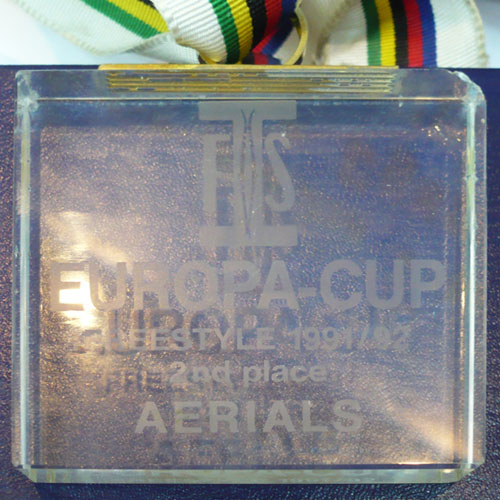 FIS
EUROPA-CUP
FREESTYLE 1991/92
2nd place
AERIALS